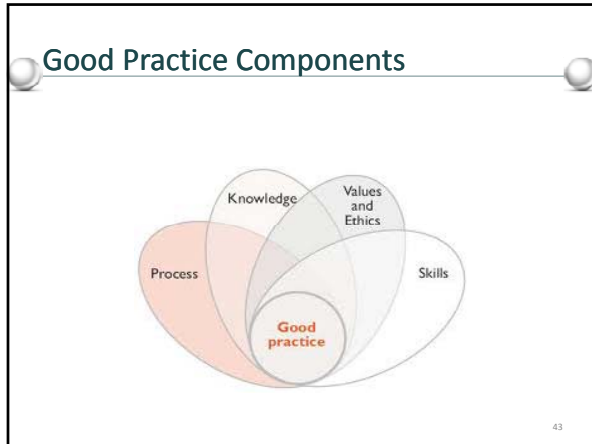 Good Practice Components
Knowledge
Values
and
Ethics
Process
Skills
Good
practice
43